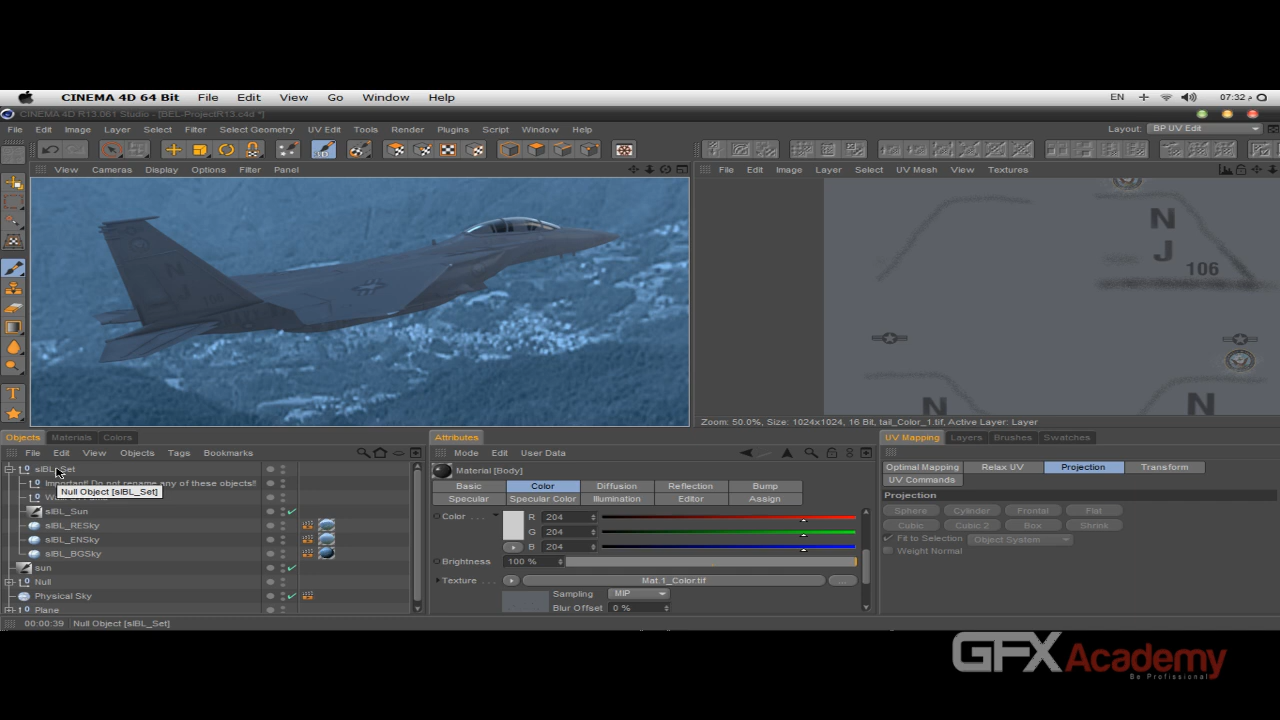 CINEMA 4D 64 Bit File Edit View Go Window Help EN 07:32 م
CINEMA 4D R13.061 Studio - [BEL-ProjectR13.c4d *]
File Edit Image Layer Select Filter Select Geometry UV Edit Tools Render Plugins Script Window Help Layout: BP UV Edit
View Cameras Display Options Filter Panel
File Edit Image Layer Select UV Mesh View Textures
N
J
106
N N
Zoom: 50.0%, Size: 1024x1024, 16 Bit, tail_Color_1.tif, Active Layer: Layer
Objects Materials Colors
File Edit View Objects Tags Bookmarks
sIBL_Set
Important! Do not rename any of these objects!!
Null Object [sIBL_Set]
sIBL_Sun
sIBL_RESky
sIBL_ENSky
sIBL_BGSky
sun
Null
Physical Sky
Plane
Attributes
Mode Edit User Data
Material [Body]
Basic Color Diffusion Reflection Bump
Specular Specular Color Illumination Editor Assign
Color R 204
G 204
B 204
Brightness 100 %
Texture Mat.1_Color.tif ...
Sampling MIP
Blur Offset 0 %
UV Mapping Layers Brushes Swatches
Optimal Mapping Relax UV Projection Transform
UV Commands
Projection
Sphere Cylinder Frontal Flat
Cubic Cubic 2 Box Shrink
Fit to Selection Object System
Weight Normal
00:00:39 Null Object [sIBL_Set]
GFXAcademy
Be Profissional